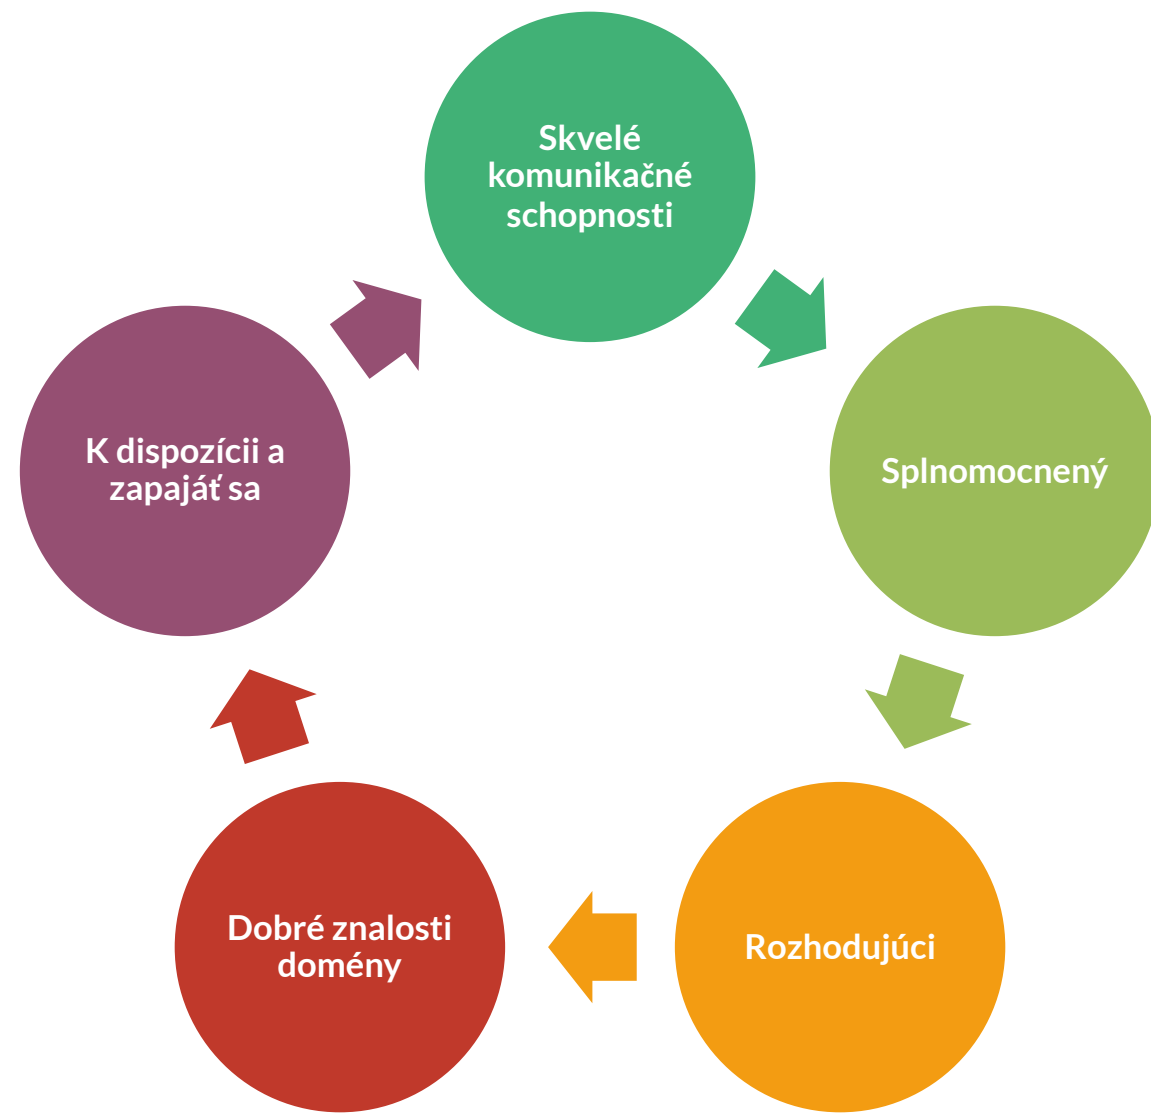 Skvelé
komunikačné
schopnosti
Splnomocnený
Rozhodujúci
Dobré znalosti
domény
K dispozícii a
zapajáť sa